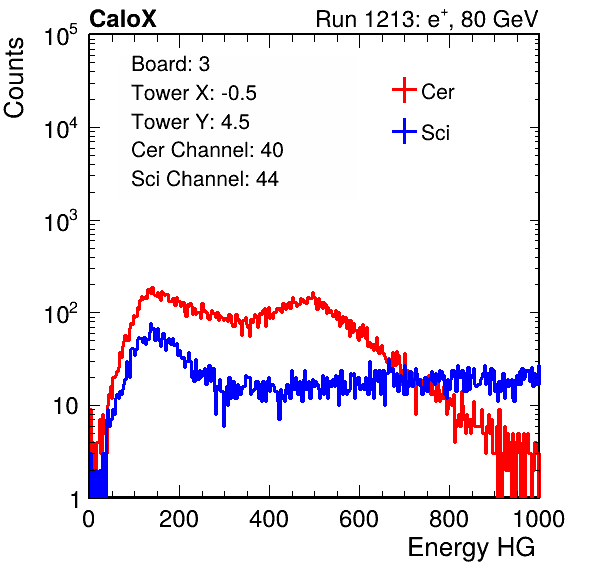 CaloX Run 1213: e⁺, 80 GeV
Counts
Board: 3
Tower X: -0.5
Tower Y: 4.5
Cer Channel: 40
Sci Channel: 44
Cer
Sci
10⁵
10⁴
10³
10²
10
1
0 200 400 600 800 1000
Energy HG